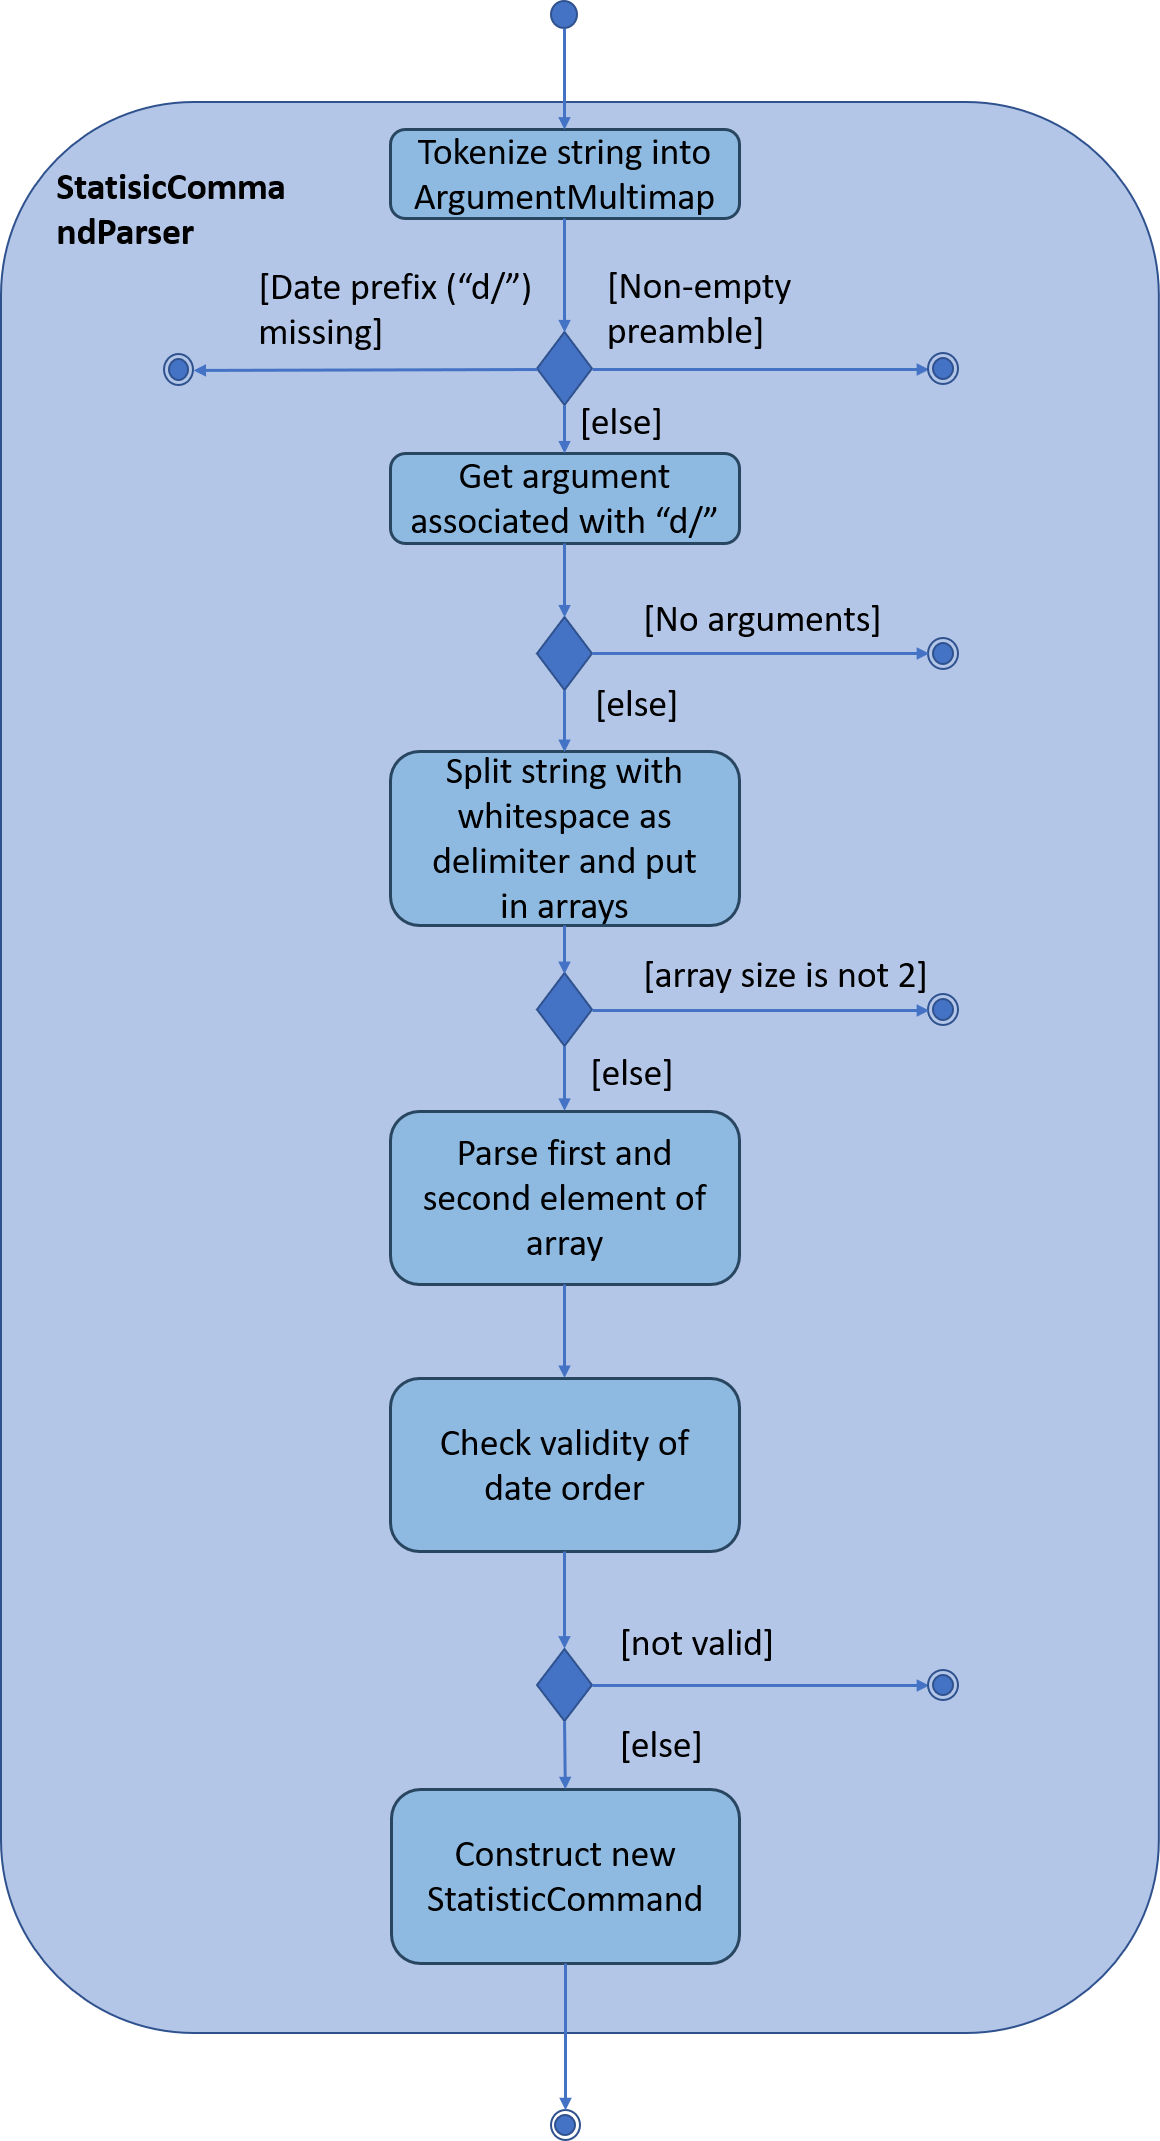 Tokenize string into
ArgumentMultimap
StatisicComma
ndParser
[Date prefix (“d/”)
missing]
[Non-empty
preamble]
[else]
Get argument
associated with “d/”
[No arguments]
[else]
Split string with
whitespace as
delimiter and put
in arrays
[array size is not 2]
[else]
Parse first and
second element of
array
Check validity of
date order
[not valid]
[else]
Construct new
StatisticCommand